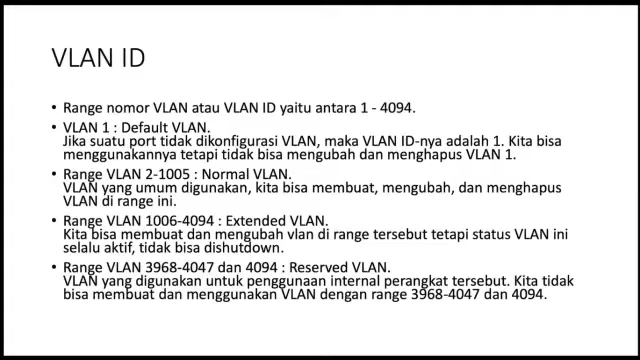 VLAN ID
• Range nomor VLAN atau VLAN ID yaitu antara 1 - 4094.
• VLAN 1 : Default VLAN.
Jika suatu port tidak dikonfigurasi VLAN, maka VLAN ID-nya adalah 1. Kita bisa
menggunakannya tetapi tidak bisa mengubah dan menghapus VLAN 1.
• Range VLAN 2-1005 : Normal VLAN.
VLAN yang umum digunakan, kita bisa membuat, mengubah, dan menghapus
VLAN di range ini.
• Range VLAN 1006-4094 : Extended VLAN.
Kita bisa membuat dan mengubah vlan di range tersebut tetapi status VLAN ini
selalu aktif, tidak bisa dishutdown.
• Range VLAN 3968-4047 dan 4094 : Reserved VLAN.
VLAN yang digunakan untuk penggunaan internal perangkat tersebut. Kita tidak
bisa membuat dan menggunakan VLAN dengan range 3968-4047 dan 4094.